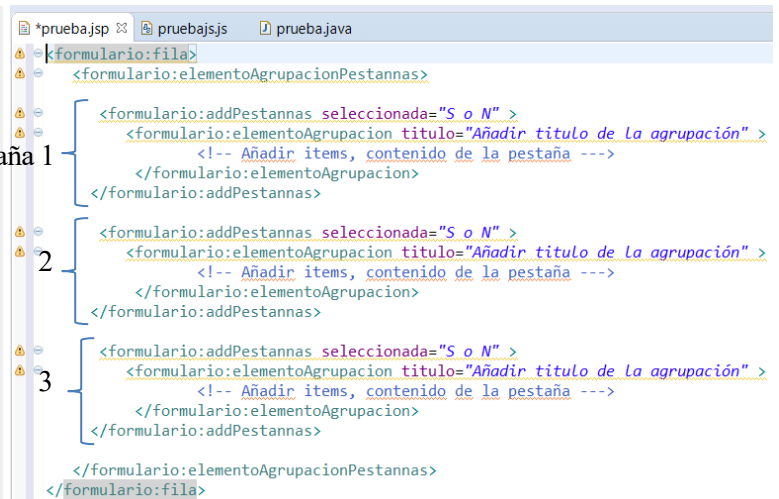 *prueba.jsp pruebajs.js prueba.java
<formulario:fila>
<formulario:elementoAgrupacionPestannas>
<formulario:addPestannas seleccionada="S o N" >
<formulario:elementoAgrupacion titulo="Añadir titulo de la agrupación" >
aña 1 <!-- Añadir items, contenido de la pestaña --->
</formulario:elementoAgrupacion>
</formulario:addPestannas>
<formulario:addPestannas seleccionada="S o N" >
<formulario:elementoAgrupacion titulo="Añadir titulo de la agrupación" >
2 <!-- Añadir items, contenido de la pestaña --->
</formulario:elementoAgrupacion>
</formulario:addPestannas>
<formulario:addPestannas seleccionada="S o N" >
<formulario:elementoAgrupacion titulo="Añadir titulo de la agrupación" >
3 <!-- Añadir items, contenido de la pestaña --->
</formulario:elementoAgrupacion>
</formulario:addPestannas>
</formulario:elementoAgrupacionPestannas>
</formulario:fila>